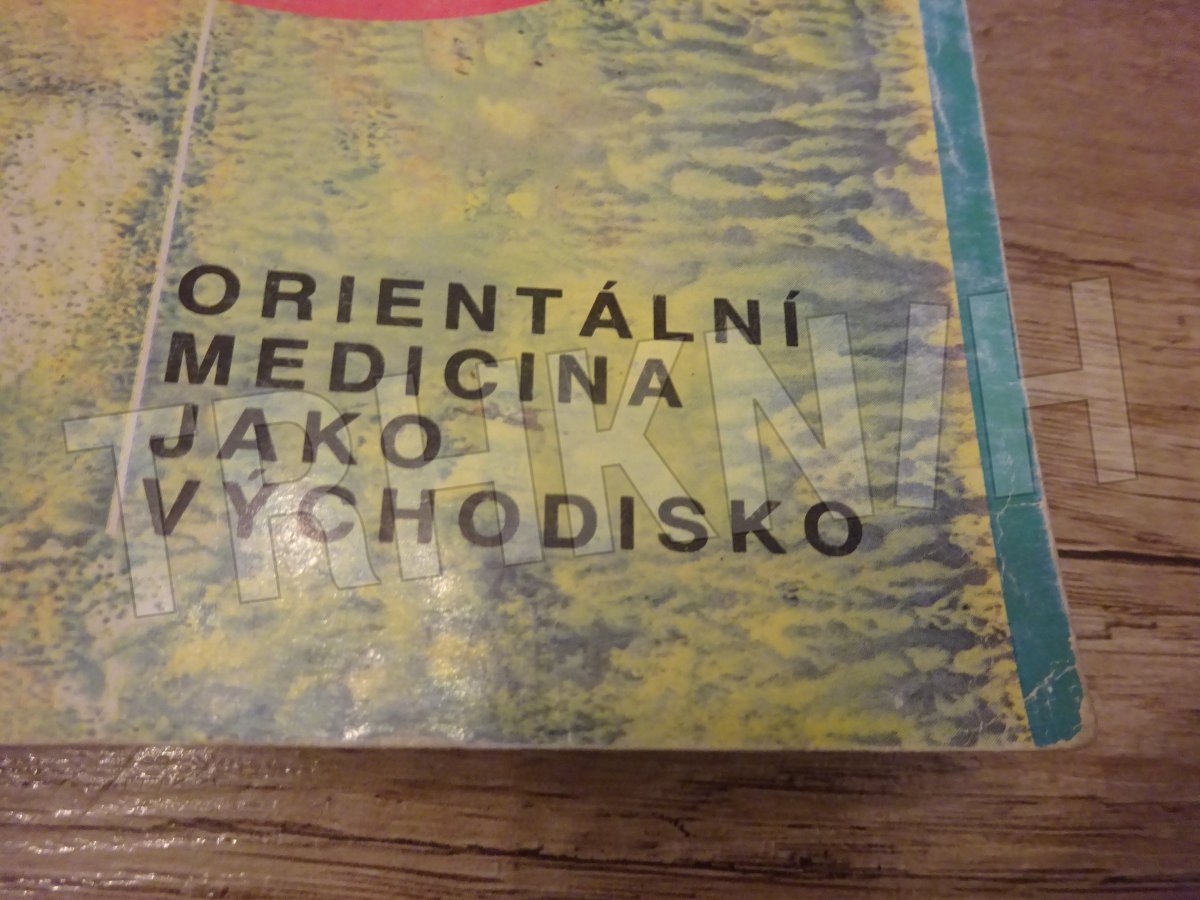 ORIENTÁLNÍ
MEDICINA
JAKO
VÝCHODISKO
TRHKNIH